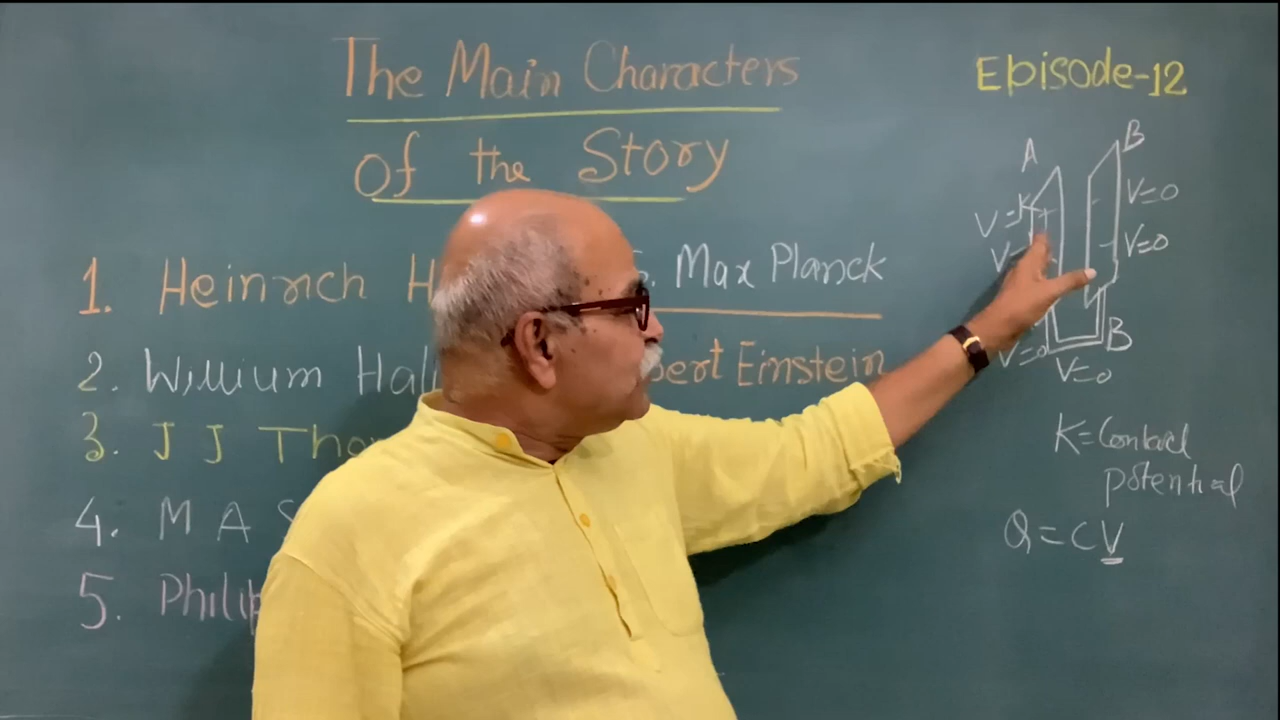 The Main Characters
of the Story
Episode-12
1. Heinrich H
Max Planck
2. Willium Hall
bert Einstein
3. J J Tho
4. M A S
5. Philip
A
B
V=K
V=0
V=0
B
V=0
V=0
K=Contact
potential
Q=CV